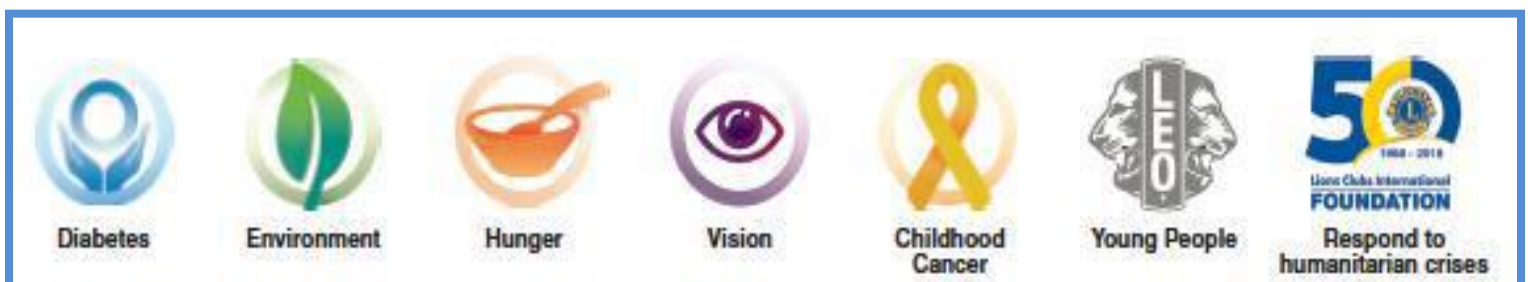 LEO
50
1968 - 2018
Lions Clubs International
FOUNDATION
Diabetes
Environment
Hunger
Vision
Childhood
Cancer
Young People
Respond to
humanitarian crises